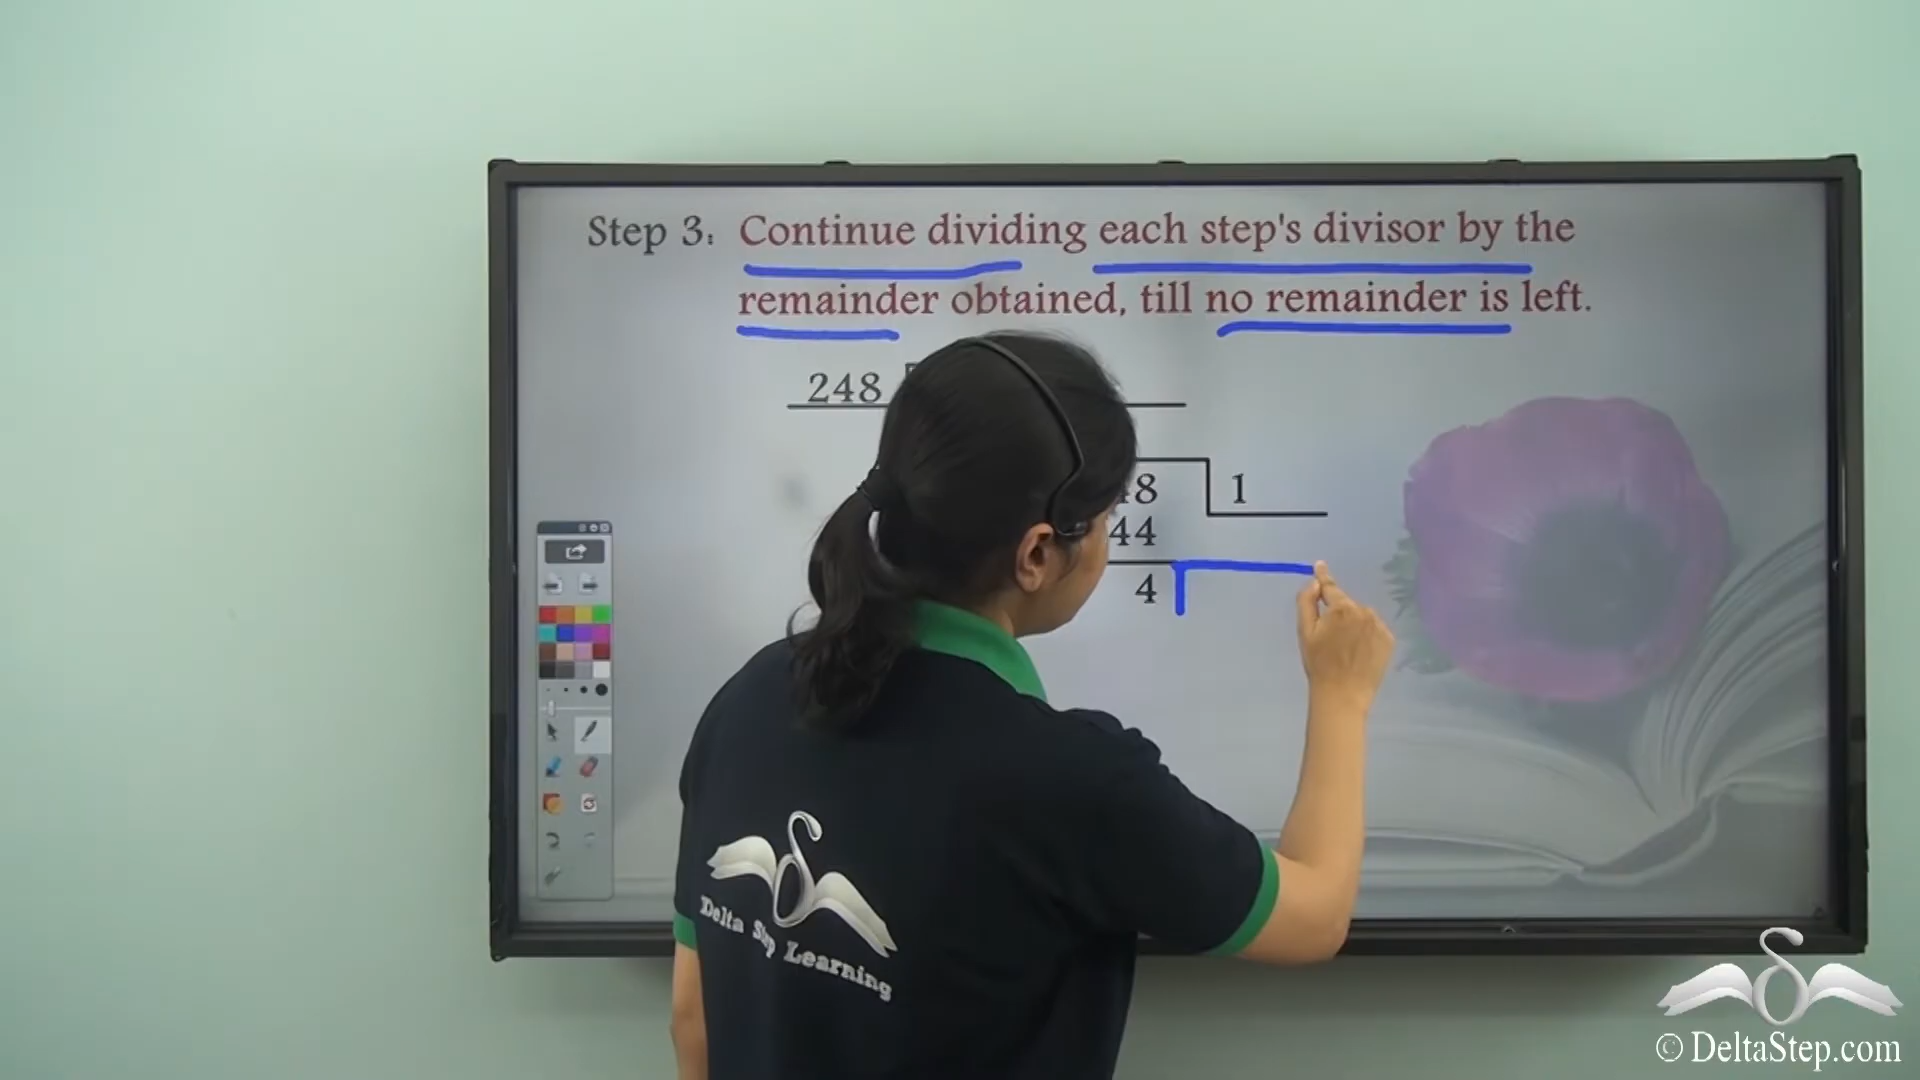 Step 3: Continue dividing each step's divisor by the
remainder obtained, till no remainder is left.
248
48 1
44
4
Delta Step Learning
© DeltaStep.com